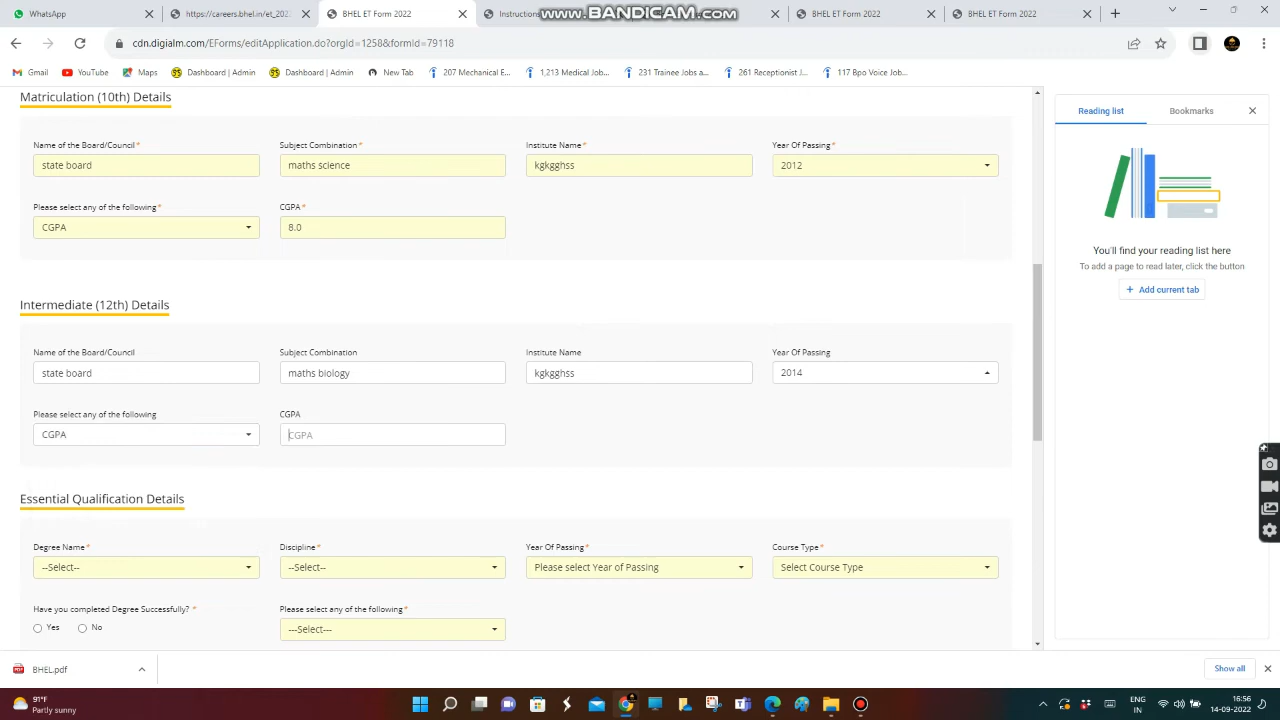 WhatsApp
https://careers.bhel.in/et_202
BHEL ET Form 2022
Instructions
www.BANDICAM.com
BHEL ET Form 2022
BHEL ET Form 2022
cdn.digialm.com/EForms/editApplication.do?orgId=1258&formId=79118
Gmail
YouTube
Maps
Dashboard | Admin
Dashboard | Admin
New Tab
207 Mechanical E...
1,213 Medical Job...
231 Trainee Jobs a...
261 Receptionist J...
117 Bpo Voice Job...
Matriculation (10th) Details
Name of the Board/Council* Subject Combination* Institute Name* Year Of Passing*
state board maths science kgkgghss 2012
Please select any of the following* CGPA*
CGPA 8.0
Intermediate (12th) Details
Name of the Board/Council Subject Combination Institute Name Year Of Passing
state board maths biology kgkgghss 2014
Please select any of the following CGPA
CGPA CGPA
Essential Qualification Details
Degree Name* Discipline* Year Of Passing* Course Type*
--Select-- --Select-- Please select Year of Passing Select Course Type
Have you completed Degree Successfully? * Please select any of the following*
Yes No ---Select---
Reading list Bookmarks
You'll find your reading list here
To add a page to read later, click the button
+ Add current tab
BHEL.pdf
Show all
91°F
Partly sunny
ENG
IN
16:56
14-09-2022